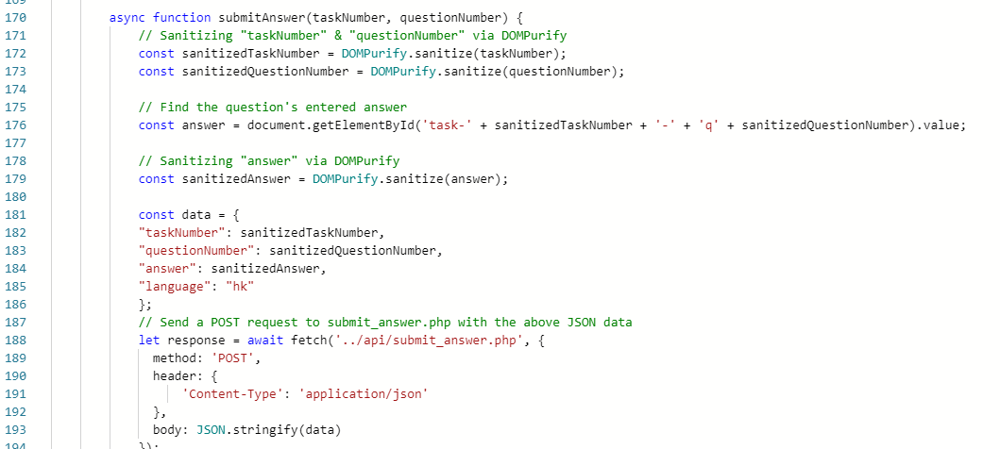 169
170 async function submitAnswer(taskNumber, questionNumber) {
171 // Sanitizing "taskNumber" & "questionNumber" via DOMPurify
172 const sanitizedTaskNumber = DOMPurify.sanitize(taskNumber);
173 const sanitizedQuestionNumber = DOMPurify.sanitize(questionNumber);
174
175 // Find the question's entered answer
176 const answer = document.getElementById('task-' + sanitizedTaskNumber + '-' + 'q' + sanitizedQuestionNumber).value;
177
178 // Sanitizing "answer" via DOMPurify
179 const sanitizedAnswer = DOMPurify.sanitize(answer);
180
181 const data = {
182 "taskNumber": sanitizedTaskNumber,
183 "questionNumber": sanitizedQuestionNumber,
184 "answer": sanitizedAnswer,
185 "language": "hk"
186 };
187 // Send a POST request to submit_answer.php with the above JSON data
188 let response = await fetch('../api/submit_answer.php', {
189 method: 'POST',
190 header: {
191 'Content-Type': 'application/json'
192 },
193 body: JSON.stringify(data)
194 });